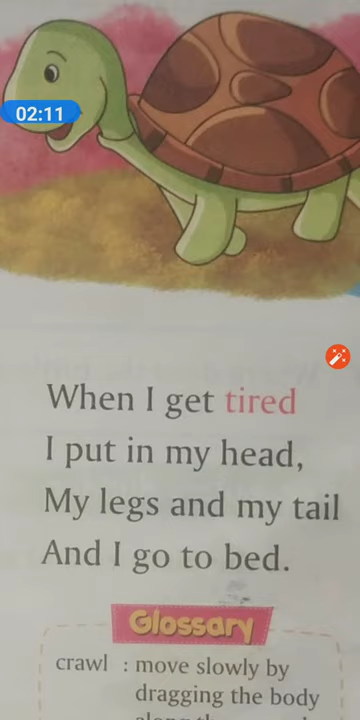 02:11
When I get tired
I put in my head,
My legs and my tail
And I go to bed.
Glossary
crawl : move slowly by
dragging the body